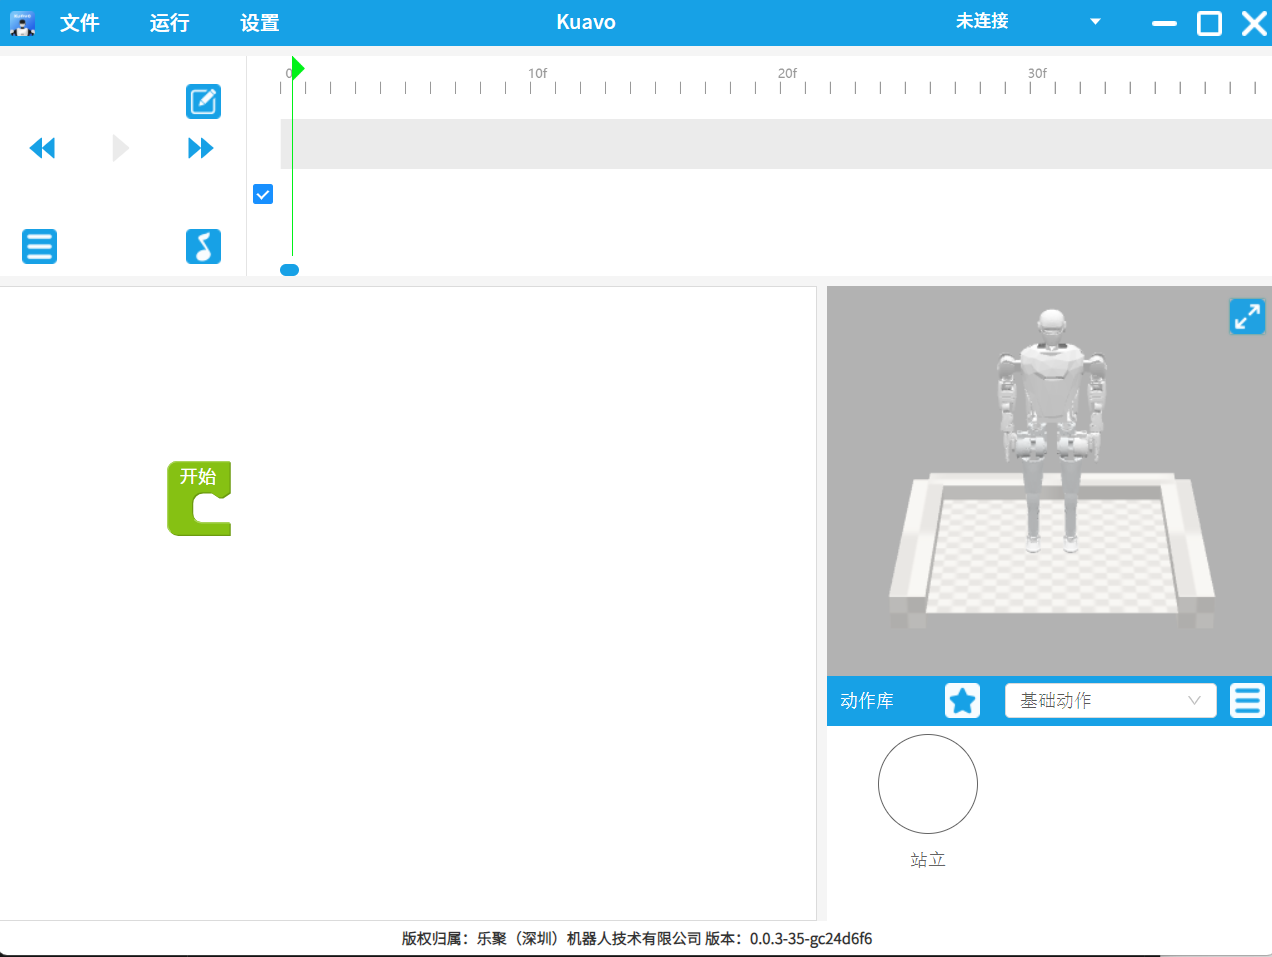 文件 运行 设置 Kuavo 未连接
0 10f 20f 30f
开始
动作库 基础动作
站立
版权归属：乐聚（深圳）机器人技术有限公司 版本：0.0.3-35-gc24d6f6